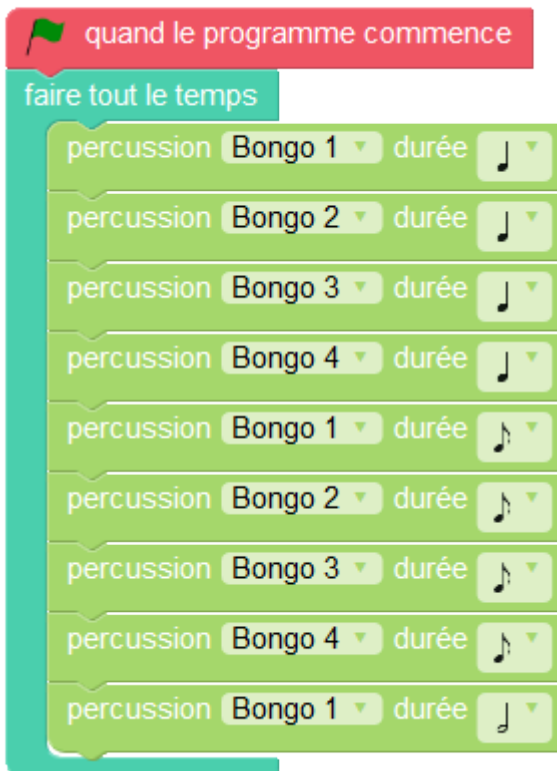 quand le programme commence
faire tout le temps
percussion Bongo 1 durée
percussion Bongo 2 durée
percussion Bongo 3 durée
percussion Bongo 4 durée
percussion Bongo 1 durée
percussion Bongo 2 durée
percussion Bongo 3 durée
percussion Bongo 4 durée
percussion Bongo 1 durée